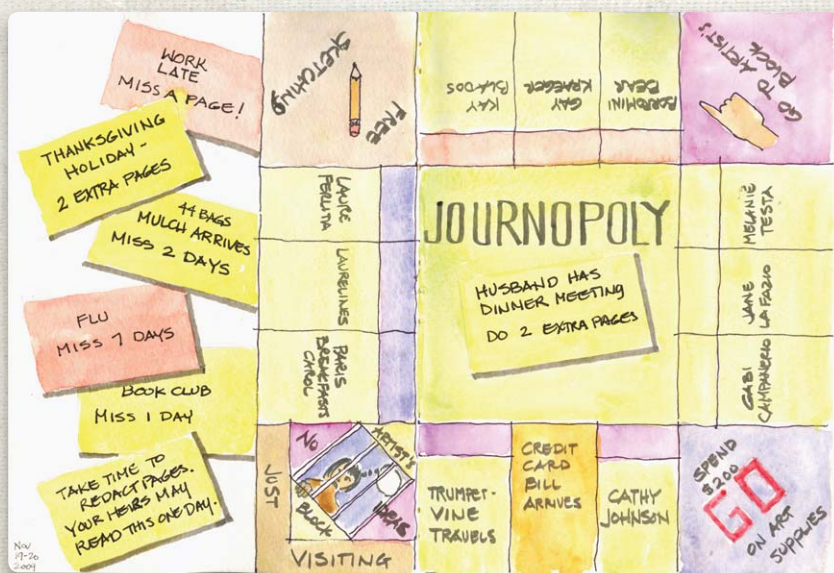 WORK
LATE
MISS A PAGE!
THANKSGIVING
HOLIDAY -
2 EXTRA PAGES
44 BAGS
MULCH ARRIVES
MISS 2 DAYS
FLU
MISS 7 DAYS
BOOK CLUB
MISS 1 DAY
TAKE TIME TO
REDACT PAGES.
YOUR HEIRS MAY
READ THIS ONE DAY.
NOV
19-20
2009
FREE
SKETCHING
KAY
GAY
KRAEGER
BORROMINI
BEAR
GO TO ARTIST'S
BLOCK
LAURE
FERLITA
LAURELINES
PARIS
BREAKFASTS
CAROL
JOURNOPOLY
HUSBAND HAS
DINNER MEETING
DO 2 EXTRA PAGES
MELANIE
TESTA
JANE
LA FAZIO
GABI
CAMPANARIO
JUST
VISITING
NO
IDEAS
ARTIST'S
BLOCK
TRUMPET-
VINE
TRAVELS
CREDIT
CARD
BILL
ARRIVES
CATHY
JOHNSON
SPEND
$200
GO
ON ART
SUPPLIES